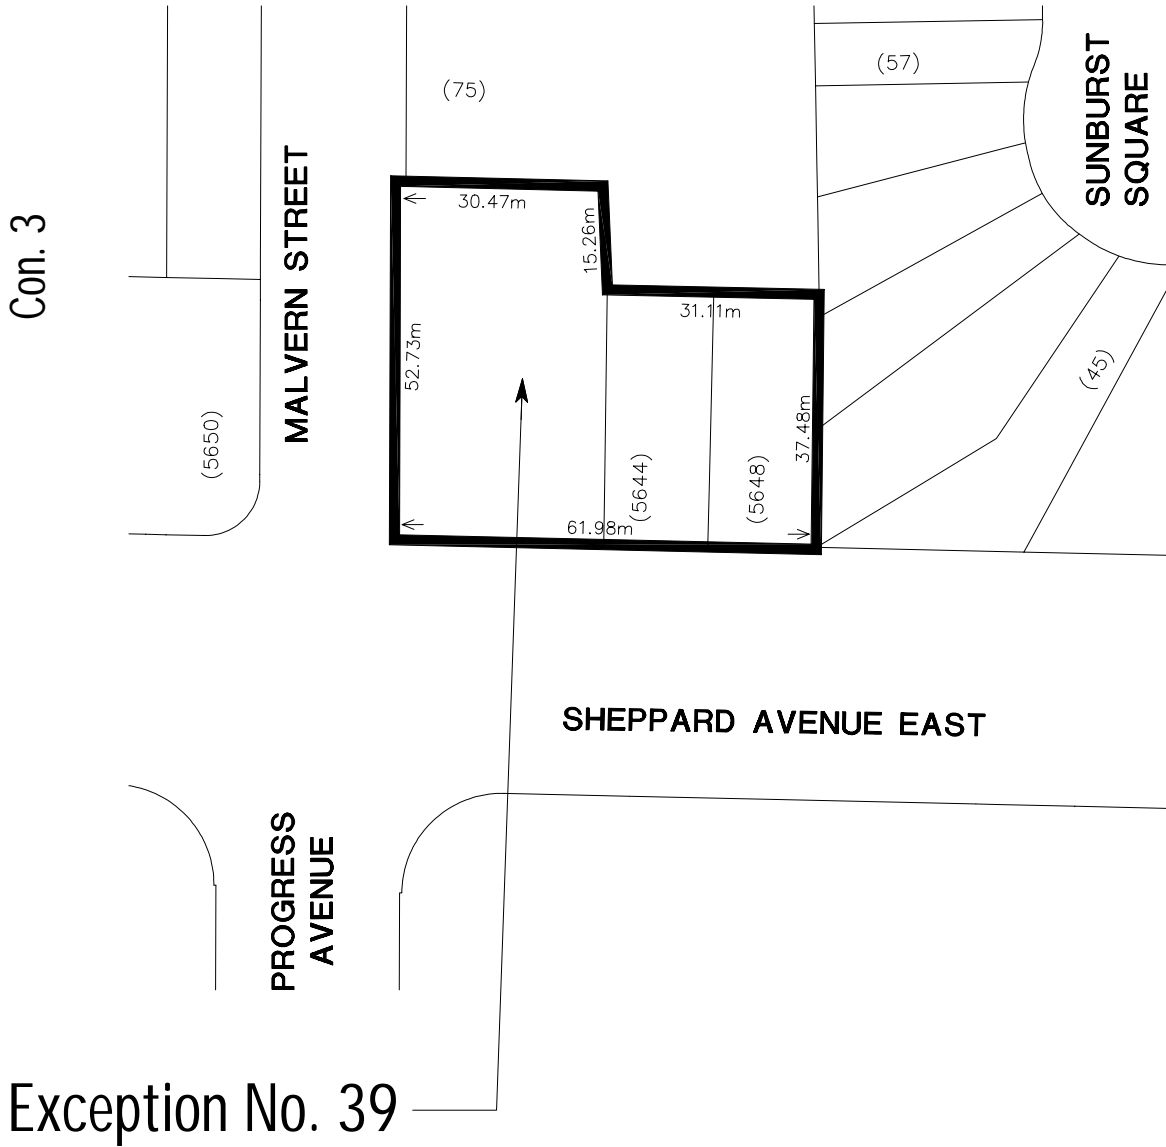 (57)
SUNBURST
SQUARE
(75)
MALVERN STREET
Con. 3
30.47m
15.26m
31.11m
52.73m
(45)
37.48m
(5650)
(5644)
(5648)
61.98m
SHEPPARD AVENUE EAST
PROGRESS
AVENUE
Exception No. 39